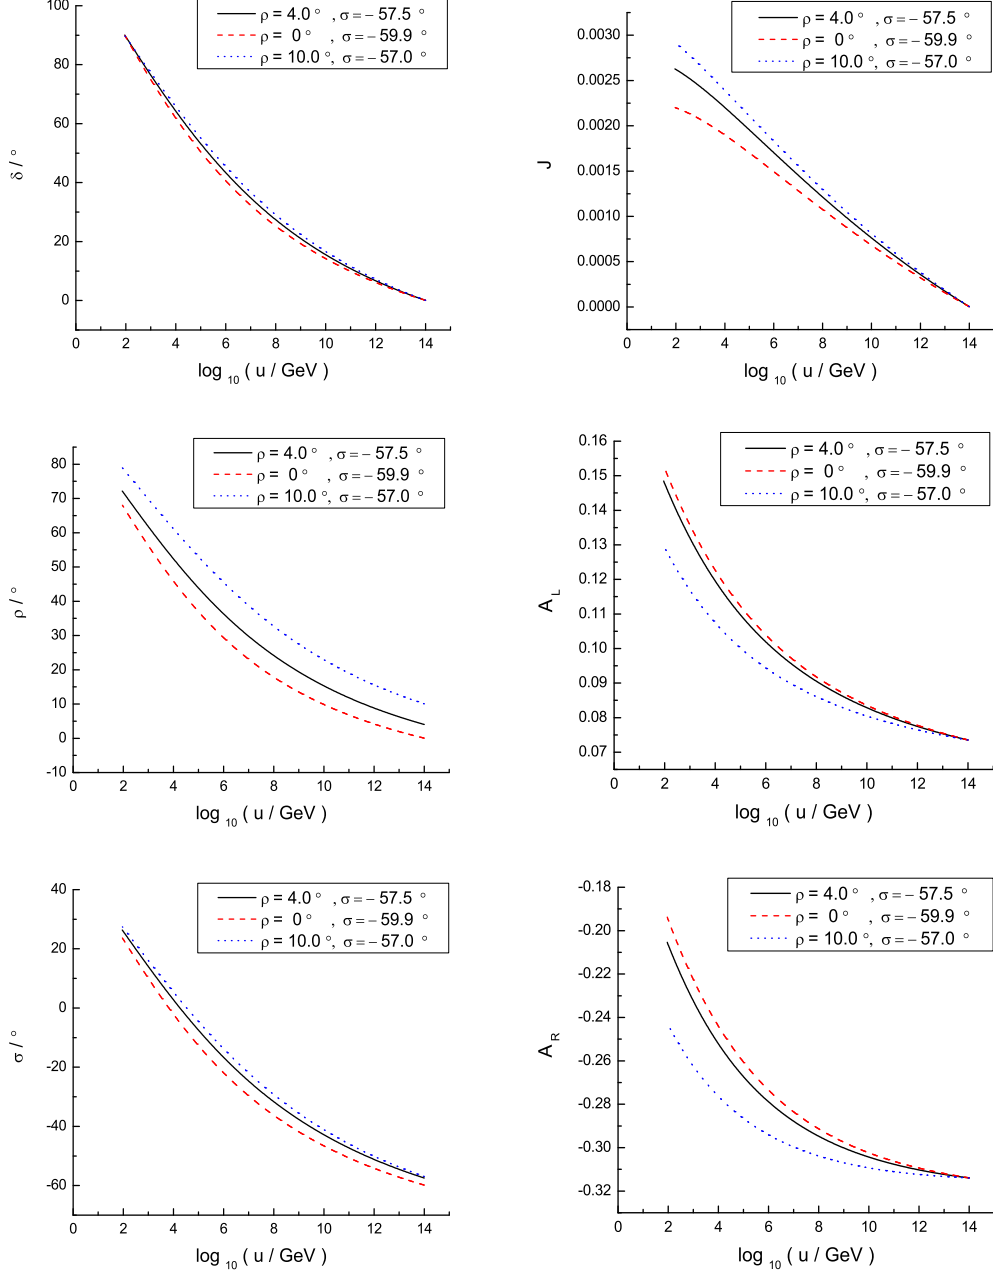 ρ = 4.0 ° , σ = − 57.5 °
ρ = 0 ° , σ = −59.9 °
ρ = 10.0 °, σ = − 57.0 °
100
80
60
40
20
0
δ / °
0 2 4 6 8 10 12 14
log 10 ( u / GeV )
ρ = 4.0 ° , σ = − 57.5 °
ρ = 0 ° , σ = −59.9 °
ρ = 10.0 °, σ = − 57.0 °
0.0030
0.0025
0.0020
0.0015
0.0010
0.0005
0.0000
J
0 2 4 6 8 10 12 14
log 10 ( u / GeV )
ρ = 4.0 ° , σ = − 57.5 °
ρ = 0 ° , σ = −59.9 °
ρ = 10.0 °, σ = − 57.0 °
80
70
60
50
40
30
20
10
0
-10
ρ / °
0 2 4 6 8 10 12 14
log 10 ( u / GeV )
ρ = 4.0 ° , σ = − 57.5 °
ρ = 0 ° , σ = −59.9 °
ρ = 10.0 °, σ = − 57.0 °
0.16
0.15
0.14
0.13
0.12
0.11
0.10
0.09
0.08
0.07
A L
0 2 4 6 8 10 12 14
log 10 ( u / GeV )
ρ = 4.0 ° , σ = − 57.5 °
ρ = 0 ° , σ = −59.9 °
ρ = 10.0 °, σ = − 57.0 °
40
20
0
-20
-40
-60
σ / °
0 2 4 6 8 10 12 14
log 10 ( u / GeV )
ρ = 4.0 ° , σ = − 57.5 °
ρ = 0 ° , σ = −59.9 °
ρ = 10.0 °, σ = − 57.0 °
-0.18
-0.20
-0.22
-0.24
-0.26
-0.28
-0.30
-0.32
A R
0 2 4 6 8 10 12 14
log 10 ( u / GeV )